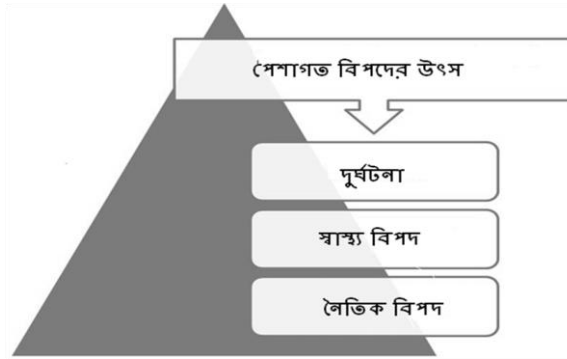 পেশাগত বিপদের উৎস
দুর্ঘটনা
স্বাস্থ্য বিপদ
নৈতিক বিপদ